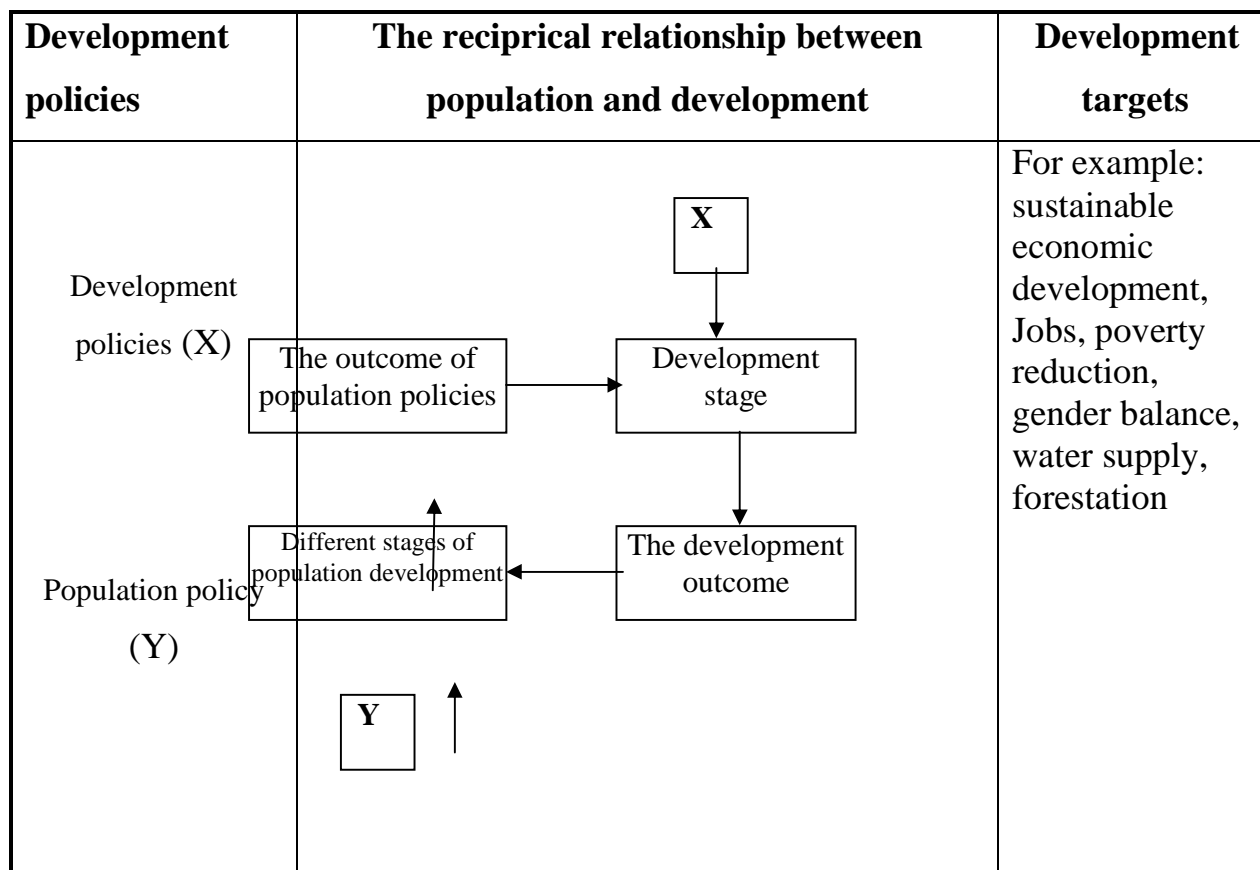 Development
policies
The reciprical relationship between
population and development
Development
targets
Development
policies (X)
Population policy
(Y)
X
The outcome of
population policies
Development
stage
Different stages of
population development
The development
outcome
Y
For example:
sustainable
economic
development,
Jobs, poverty
reduction,
gender balance,
water supply,
forestation